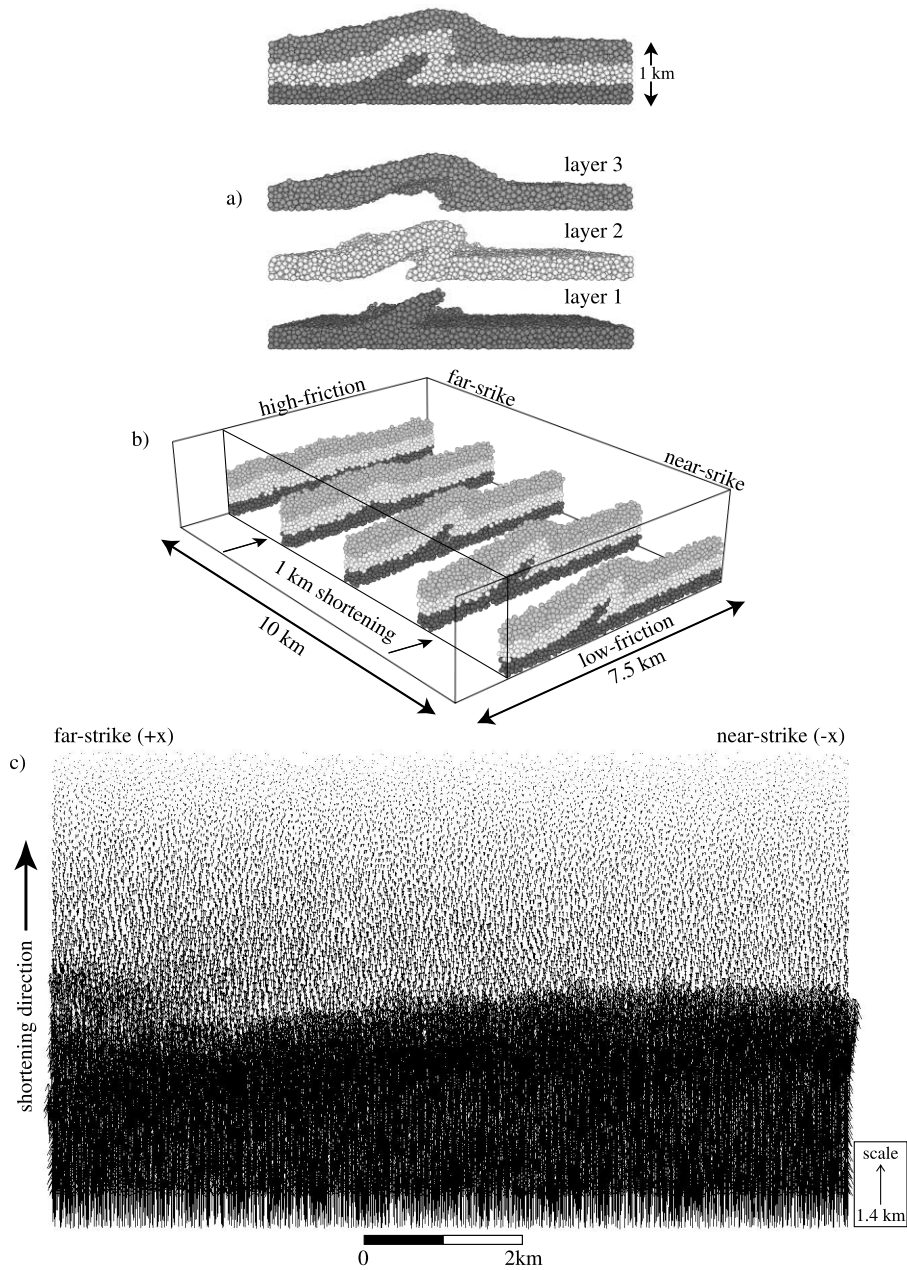 1 km
layer 3
a)
layer 2
layer 1
high-friction
far-srike
b)
near-srike
1 km shortening
10 km
low-friction
7.5 km
far-strike (+x)
near-strike (-x)
c)
shortening direction
scale
1.4 km
0
2km